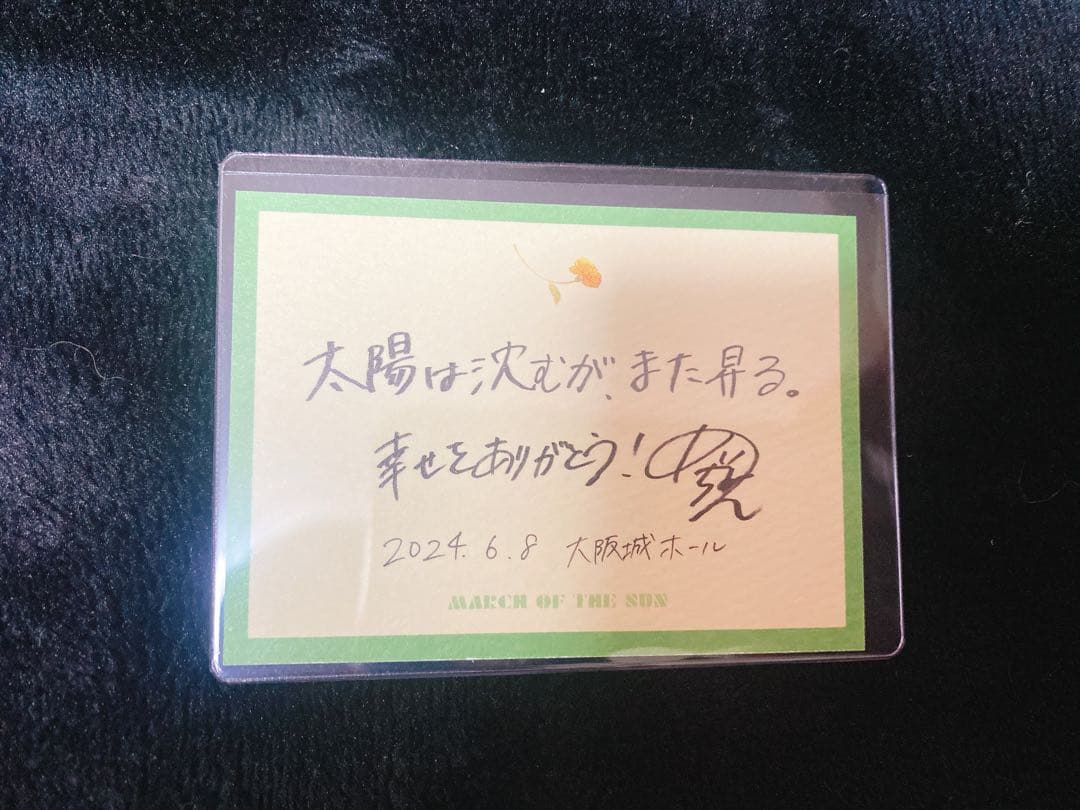 太陽は沈むが、また昇る。
幸せをありがとう！
2024.6.8 大阪城ホール
MARCH OF THE SUN